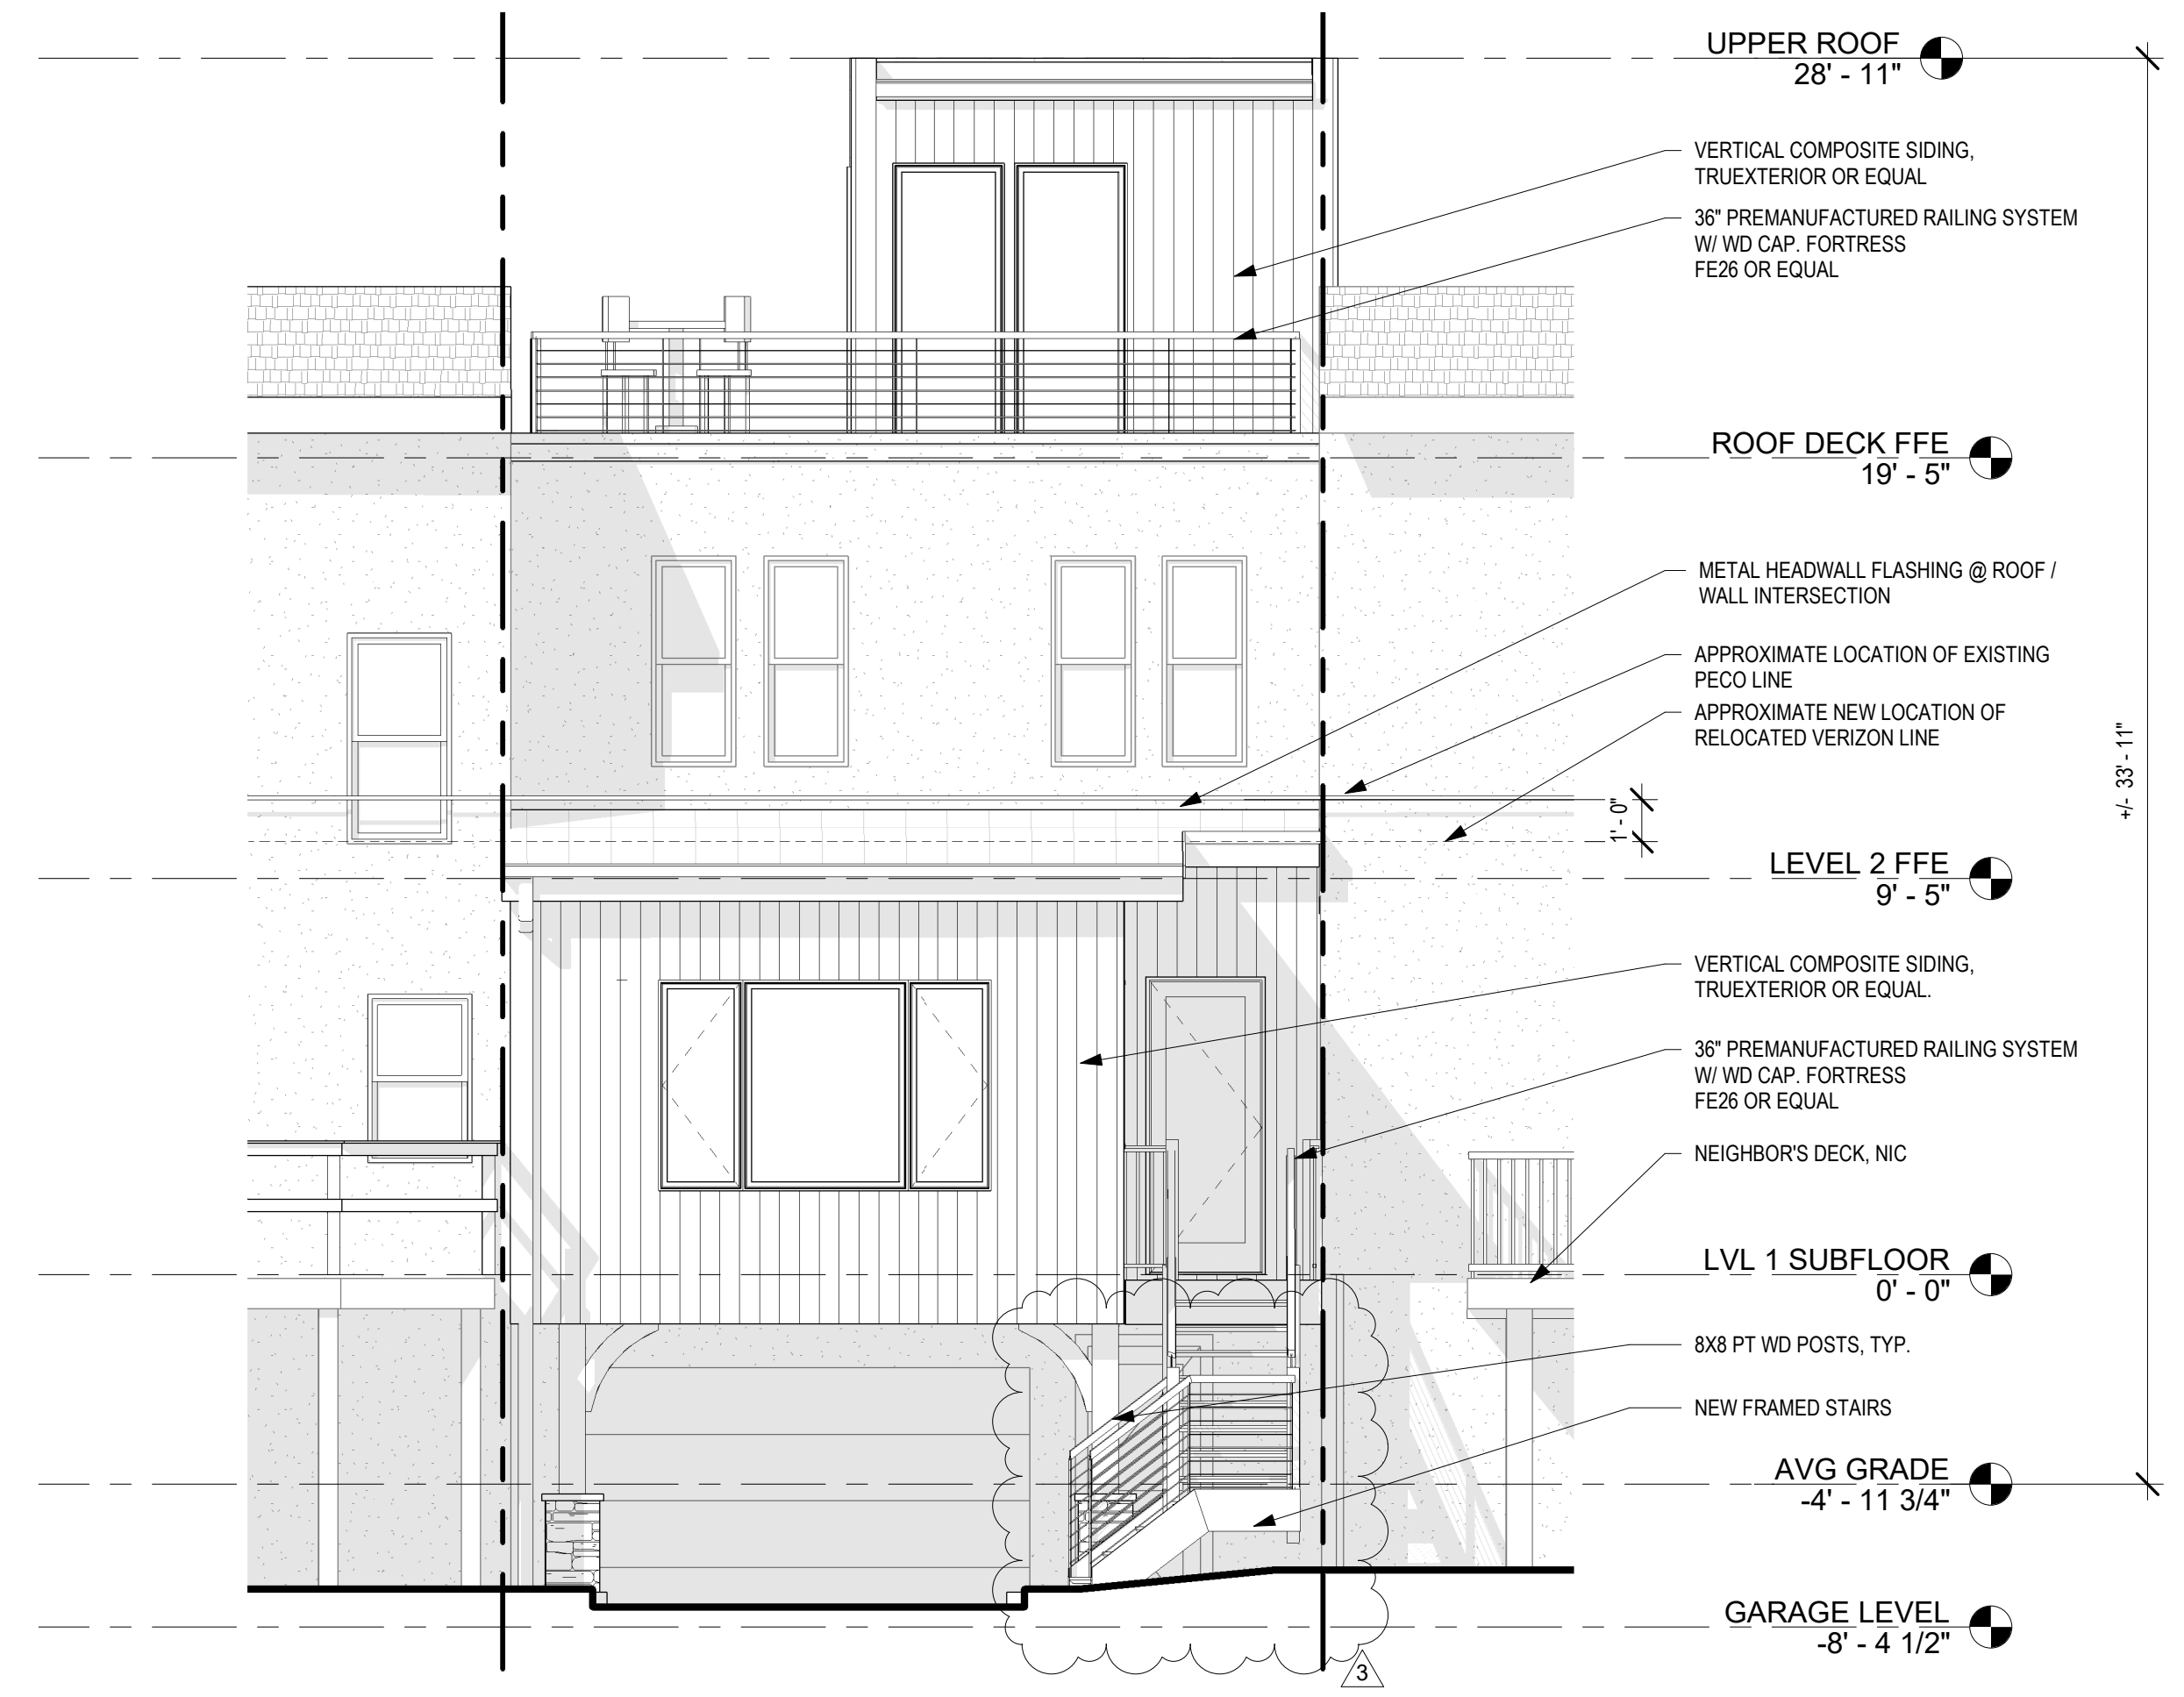 UPPER ROOF
28' - 11"
VERTICAL COMPOSITE SIDING,
TRUEXTERIOR OR EQUAL
36" PREMANUFACTURED RAILING SYSTEM
W/ WD CAP. FORTRESS
FE26 OR EQUAL
ROOF DECK FFE
19' - 5"
METAL HEADWALL FLASHING @ ROOF /
WALL INTERSECTION
APPROXIMATE LOCATION OF EXISTING
PECO LINE
APPROXIMATE NEW LOCATION OF
RELOCATED VERIZON LINE
+/- 33' - 11"
1' - 0"
LEVEL 2 FFE
9' - 5"
VERTICAL COMPOSITE SIDING,
TRUEXTERIOR OR EQUAL.
36" PREMANUFACTURED RAILING SYSTEM
W/ WD CAP. FORTRESS
FE26 OR EQUAL
NEIGHBOR'S DECK, NIC
LVL 1 SUBFLOOR
0' - 0"
8X8 PT WD POSTS, TYP.
NEW FRAMED STAIRS
AVG GRADE
-4' - 11 3/4"
GARAGE LEVEL
-8' - 4 1/2"
3